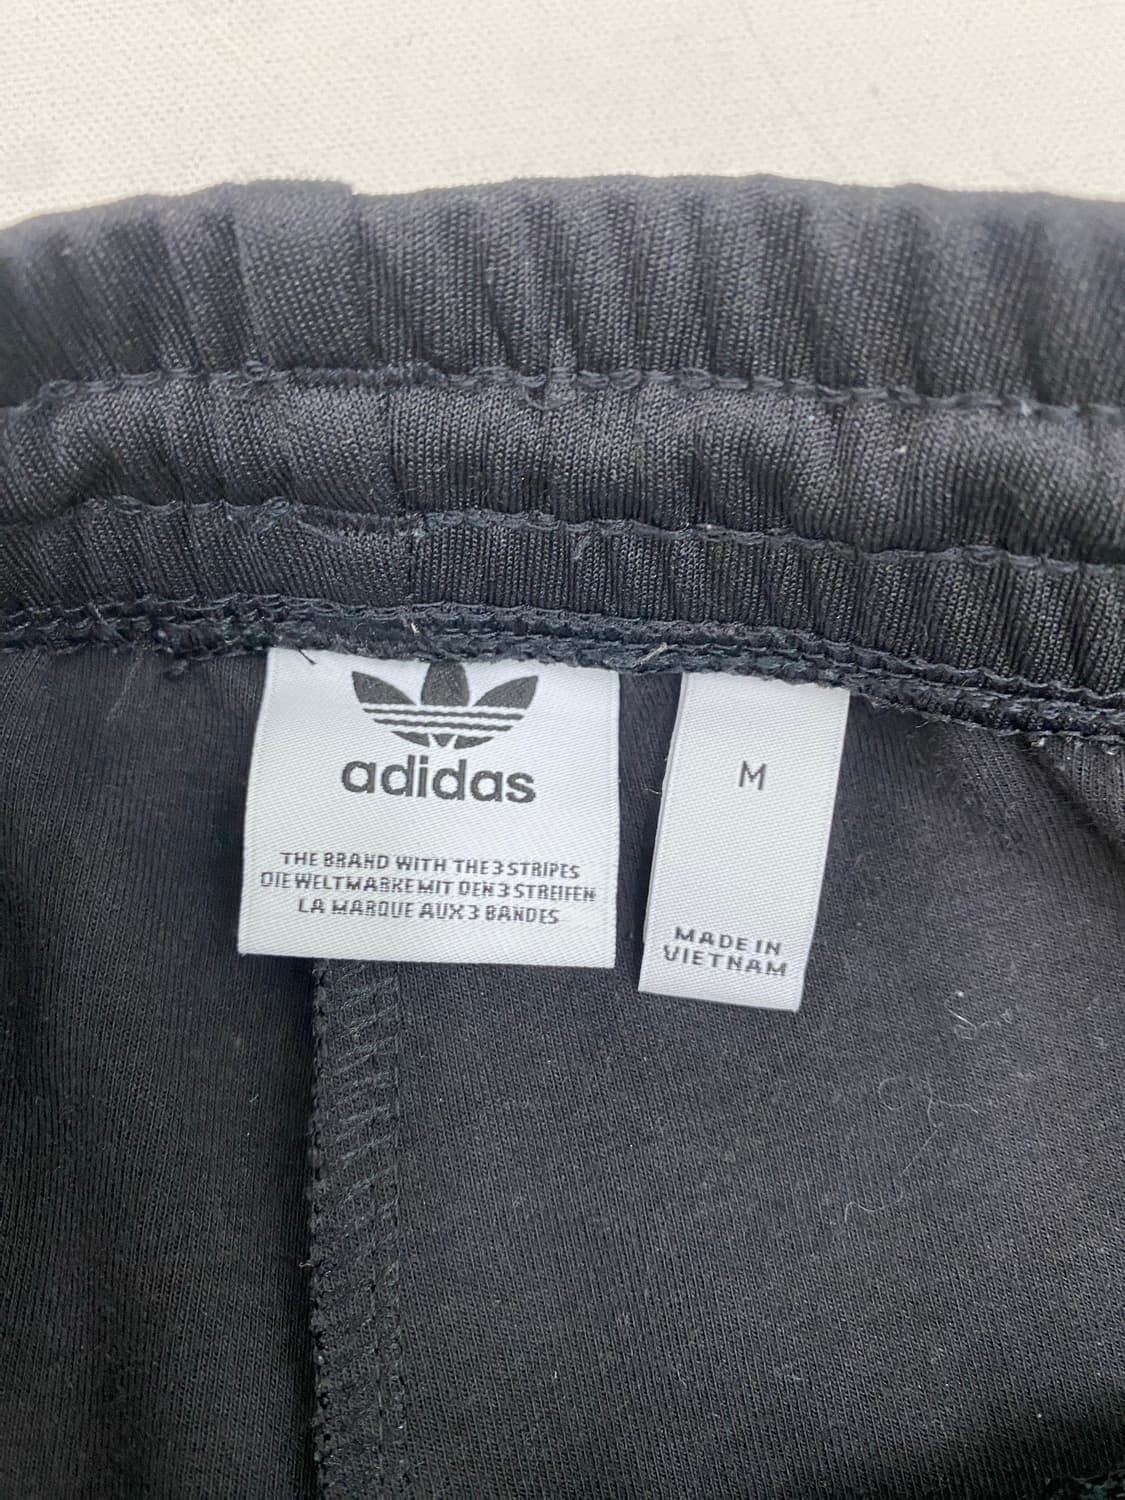 adidas
THE BRAND WITH THE 3 STRIPES
DIE WELTMARKE MIT DEN 3 STREIFEN
LA MARQUE AUX 3 BANDES
M
MADE IN
VIETNAM